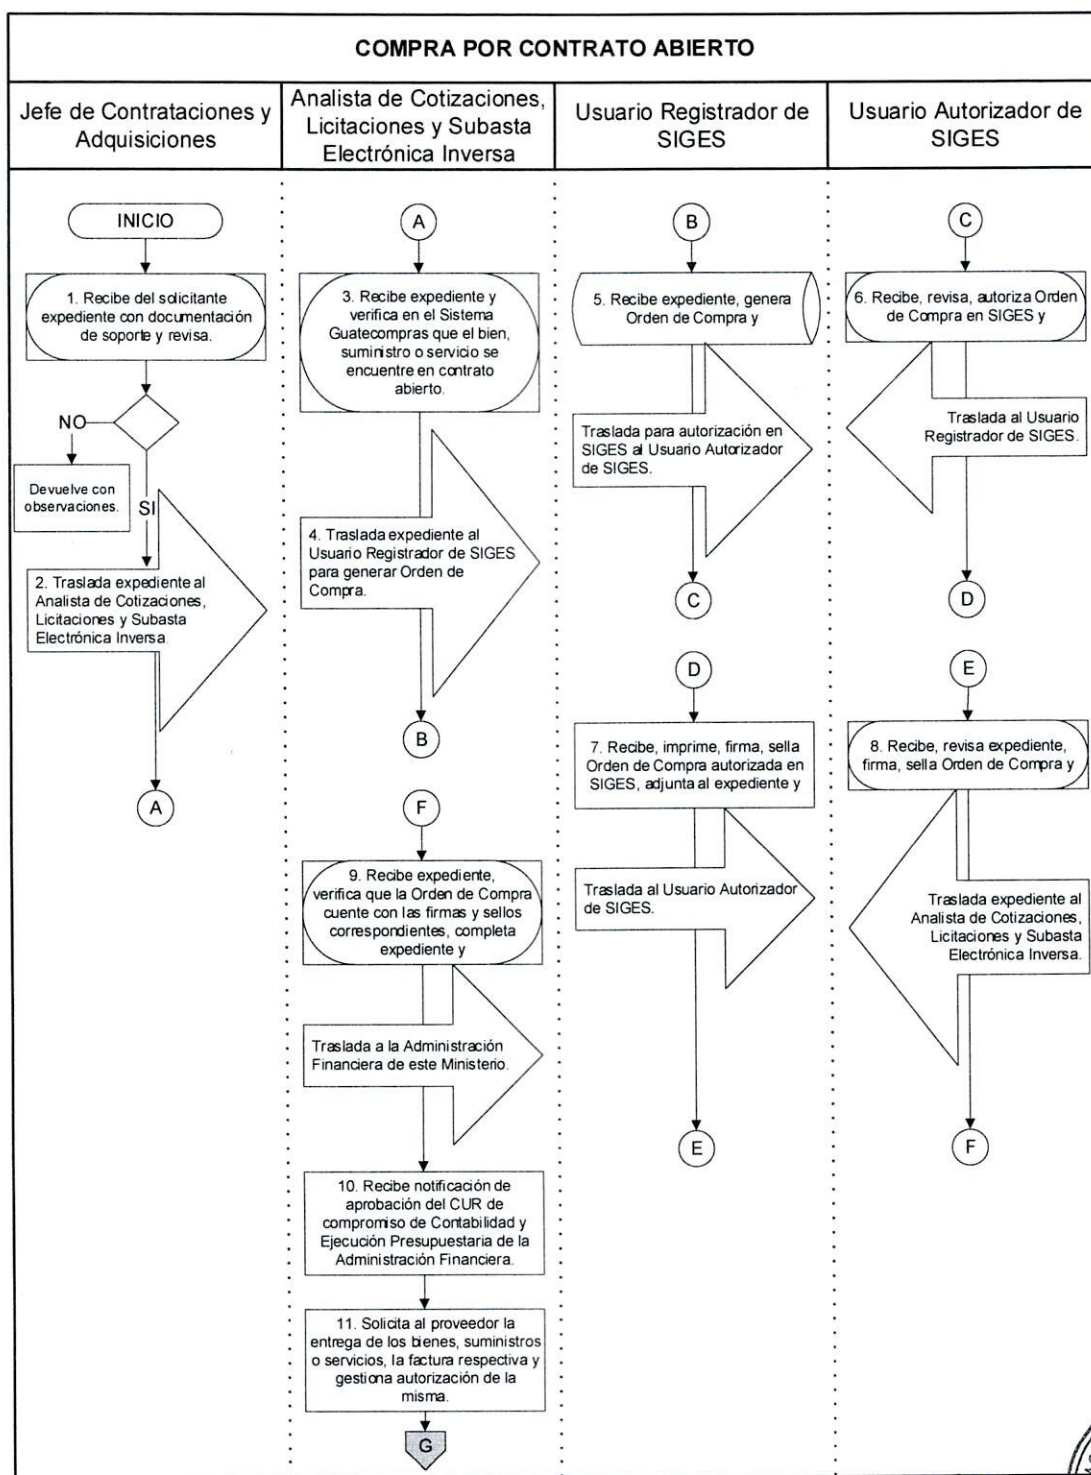 COMPRA POR CONTRATO ABIERTO
Jefe de Contrataciones y
Adquisiciones
Analista de Cotizaciones,
Licitaciones y Subasta
Electrónica Inversa
Usuario Registrador de
SIGES
Usuario Autorizador de
SIGES
INICIO
1. Recibe del solicitante
expediente con documentación
de soporte y revisa.
NO
Devuelve con
observaciones.
SI
2. Traslada expediente al
Analista de Cotizaciones,
Licitaciones y Subasta
Electrónica Inversa.
A
A
3. Recibe expediente y
verifica en el Sistema
Guatecompras que el bien,
suministro o servicio se
encuentre en contrato
abierto.
4. Traslada expediente al
Usuario Registrador de SIGES
para generar Orden de
Compra.
B
F
9. Recibe expediente,
verifica que la Orden de Compra
cuente con las firmas y sellos
correspondientes, completa
expediente y
Traslada a la Administración
Financiera de este Ministerio.
10. Recibe notificación de
aprobación del CUR de
compromiso de Contabilidad y
Ejecución Presupuestaria de la
Administración Financiera.
11. Solicita al proveedor la
entrega de los bienes, suministros
o servicios, la factura respectiva y
gestiona autorización de la
misma.
G
B
5. Recibe expediente, genera
Orden de Compra y
Traslada para autorización en
SIGES al Usuario Autorizador
de SIGES.
C
D
7. Recibe, imprime, firma, sella
Orden de Compra autorizada en
SIGES, adjunta al expediente y
Traslada al Usuario Autorizador
de SIGES.
E
C
6. Recibe, revisa, autoriza Orden
de Compra en SIGES y
Traslada al Usuario
Registrador de SIGES.
D
E
8. Recibe, revisa expediente,
firma, sella Orden de Compra y
Traslada expediente al
Analista de Cotizaciones,
Licitaciones y Subasta
Electrónica Inversa.
F